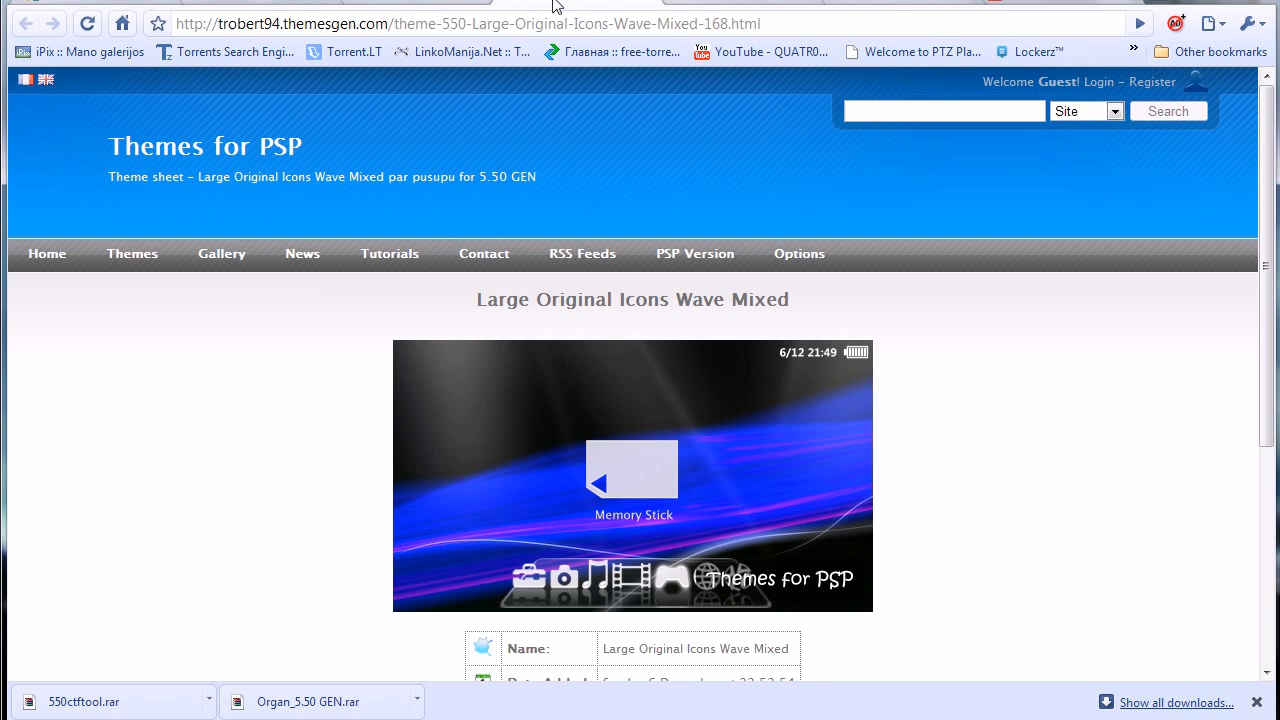 http://trobert94.themesgen.com/theme-550-Large-Original-Icons-Wave-Mixed-168.html
iPix :: Mano galerijos
Torrents Search Engi...
Torrent.LT
LinkoManija.Net :: T...
Главная :: free-torre...
YouTube - QUATR0...
Welcome to PTZ Pla...
Lockerz™
»
Other bookmarks
Welcome Guest! Login - Register
Site
Search
Themes for PSP
Theme sheet - Large Original Icons Wave Mixed par pusupu for 5.50 GEN
Home Themes Gallery News Tutorials Contact RSS Feeds PSP Version Options
Large Original Icons Wave Mixed
6/12 21:49
Memory Stick
Themes for PSP
Name: Large Original Icons Wave Mixed
550ctftool.rar
Organ_5.50 GEN.rar
Show all downloads...